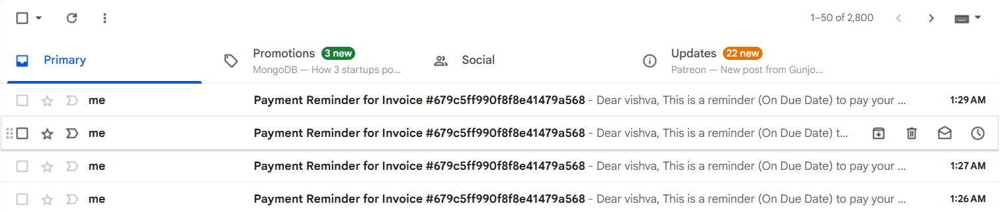 1–50 of 2,800
Primary
Promotions 3 new
MongoDB — How 3 startups po...
Social
Updates 22 new
Patreon — New post from Gunjo...
me Payment Reminder for Invoice #679c5ff990f8f8e41479a568 - Dear vishva, This is a reminder (On Due Date) to pay your ... 1:29 AM
me Payment Reminder for Invoice #679c5ff990f8f8e41479a568 - Dear vishva, This is a reminder (On Due Date) t...
me Payment Reminder for Invoice #679c5ff990f8f8e41479a568 - Dear vishva, This is a reminder (On Due Date) to pay your ... 1:27 AM
me Payment Reminder for Invoice #679c5ff990f8f8e41479a568 - Dear vishva, This is a reminder (On Due Date) to pay your ... 1:26 AM